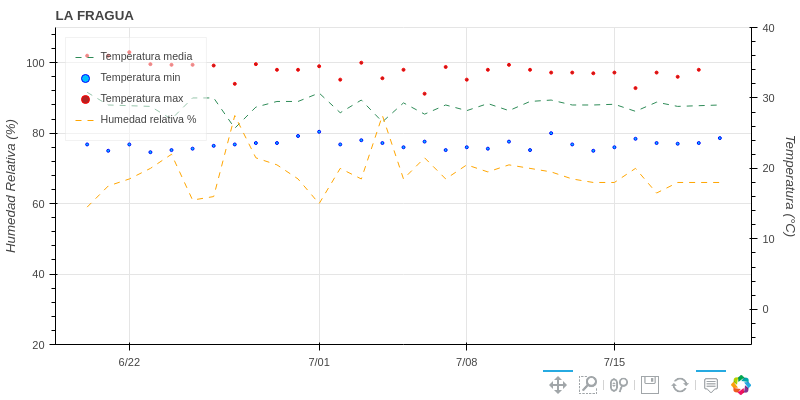 LA FRAGUA
Temperatura media
Temperatura min
Temperatura max
Humedad relativa %
Humedad Relativa (%)
100
80
60
40
20
Temperatura (°C)
40
30
20
10
0
6/22
7/01
7/08
7/15